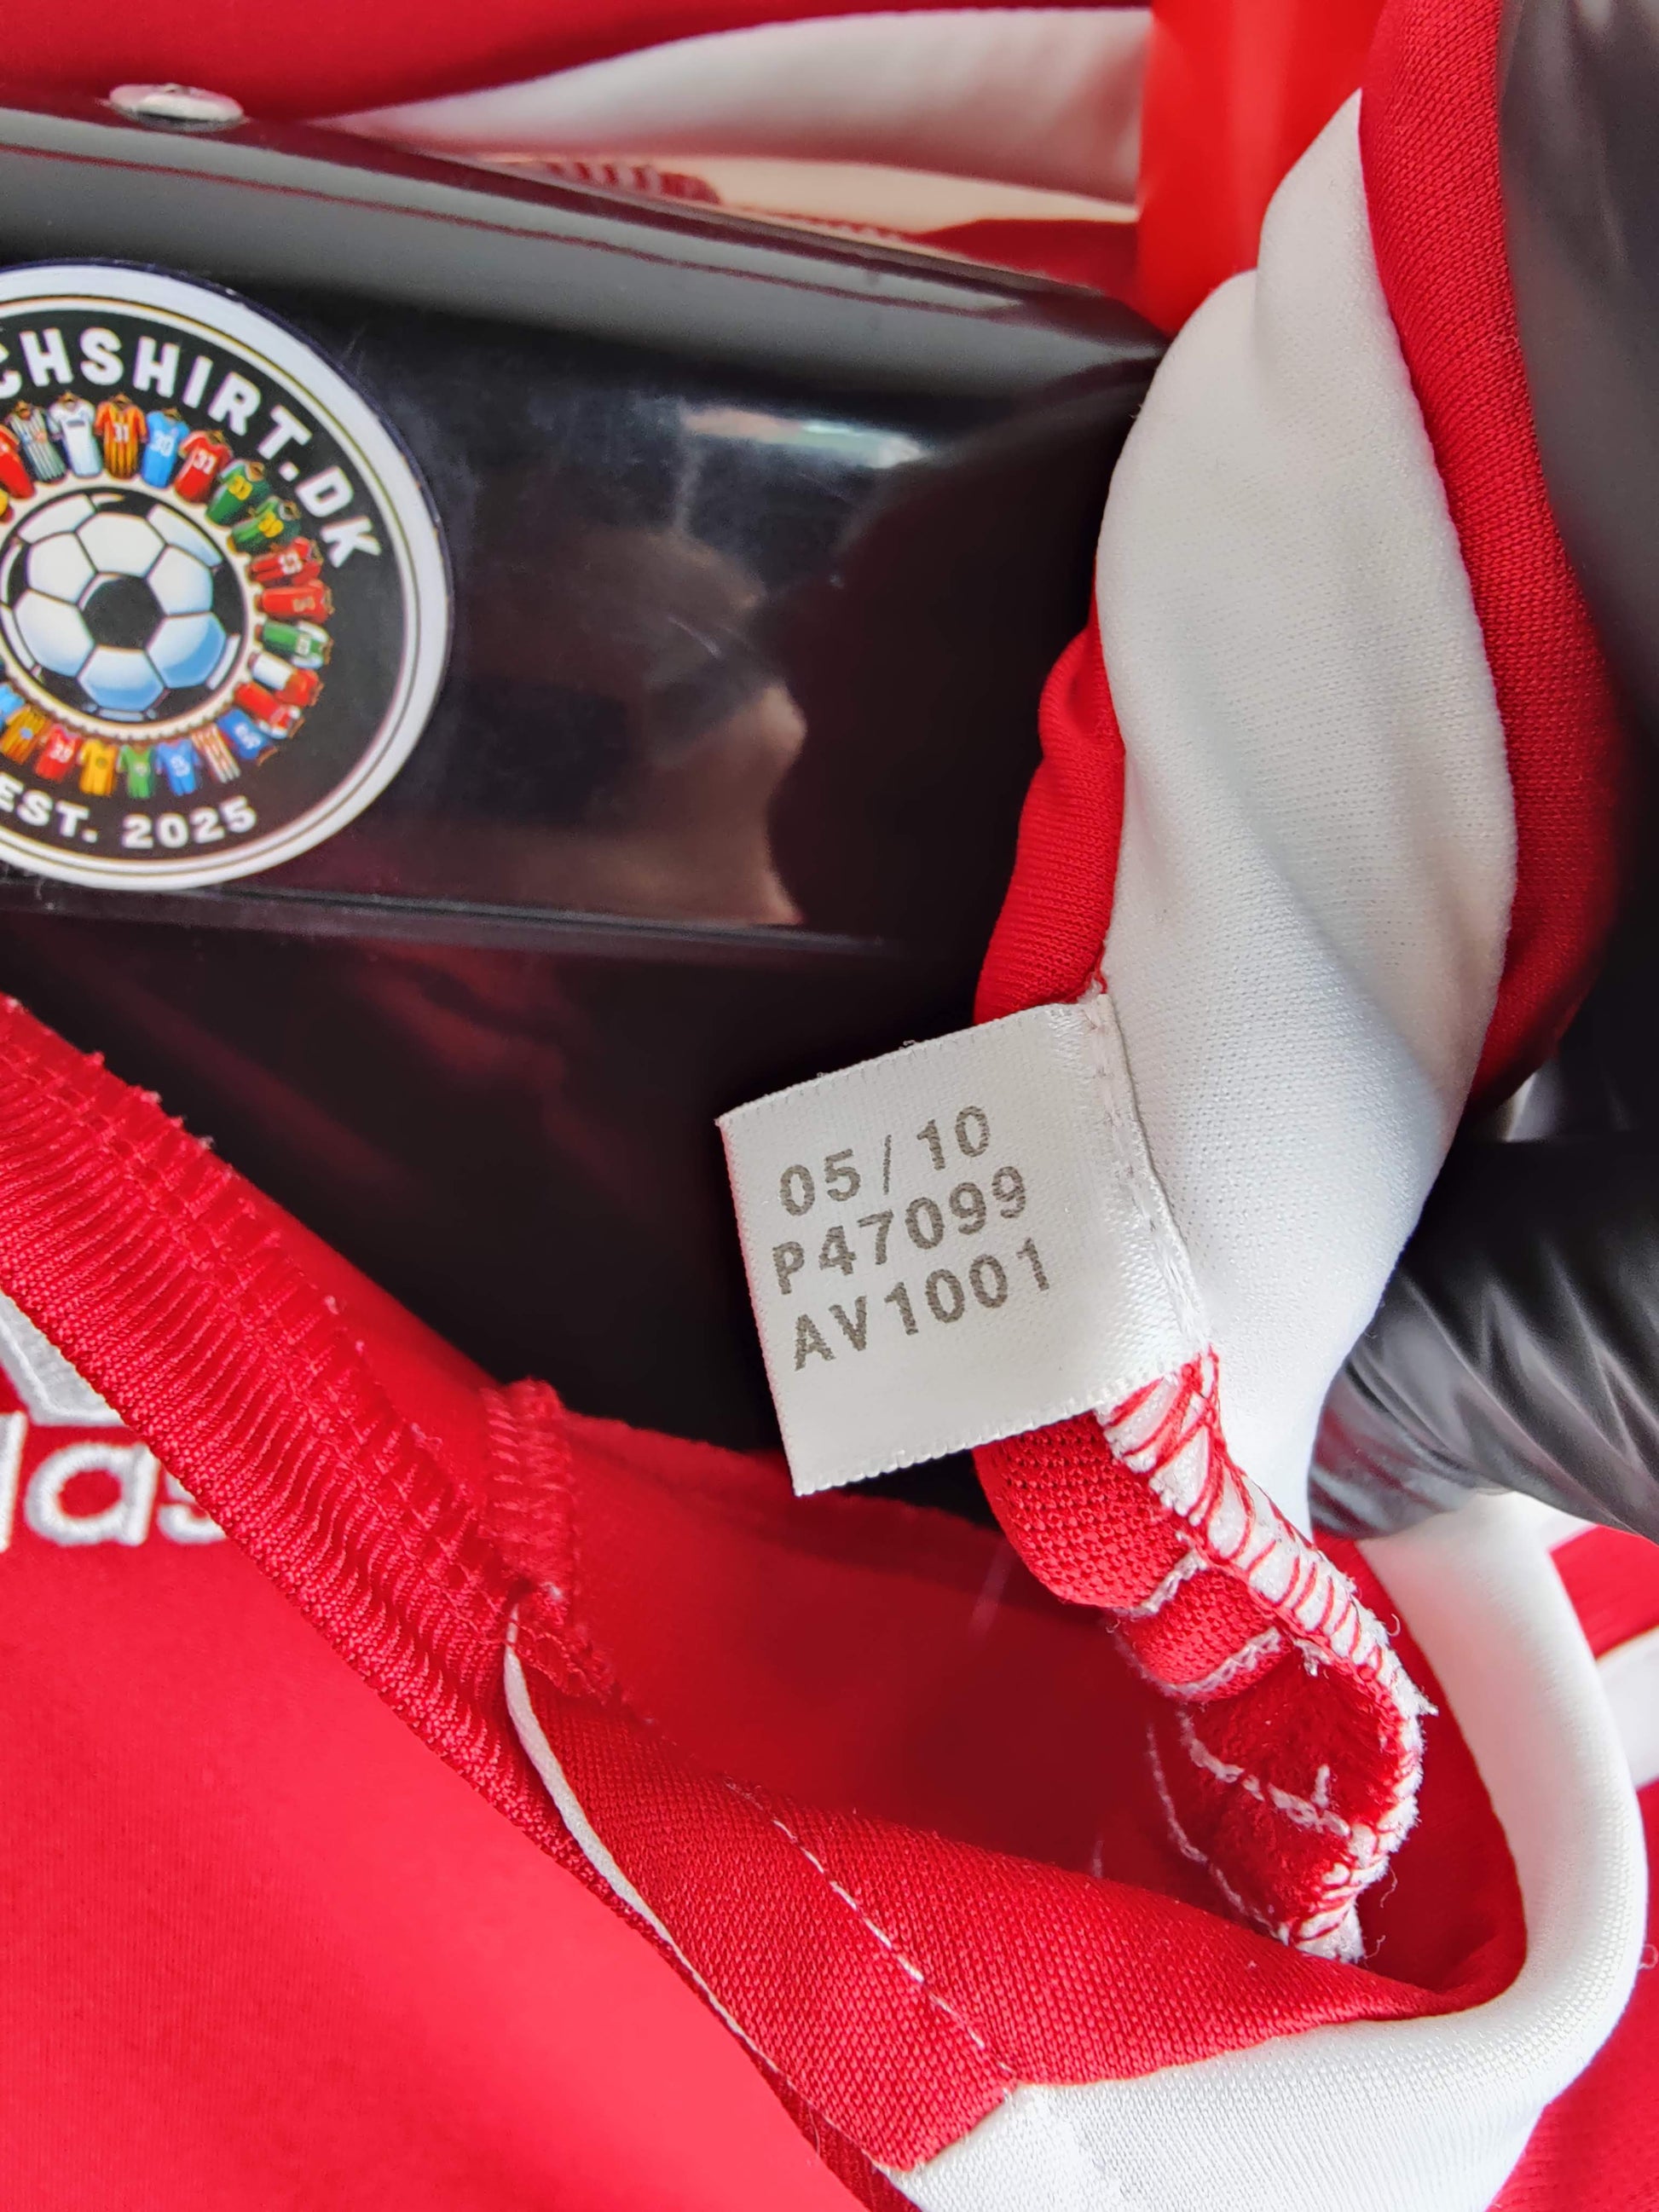 CHSHIRT.DK
EST. 2025
05/10
P47099
AV1001
das